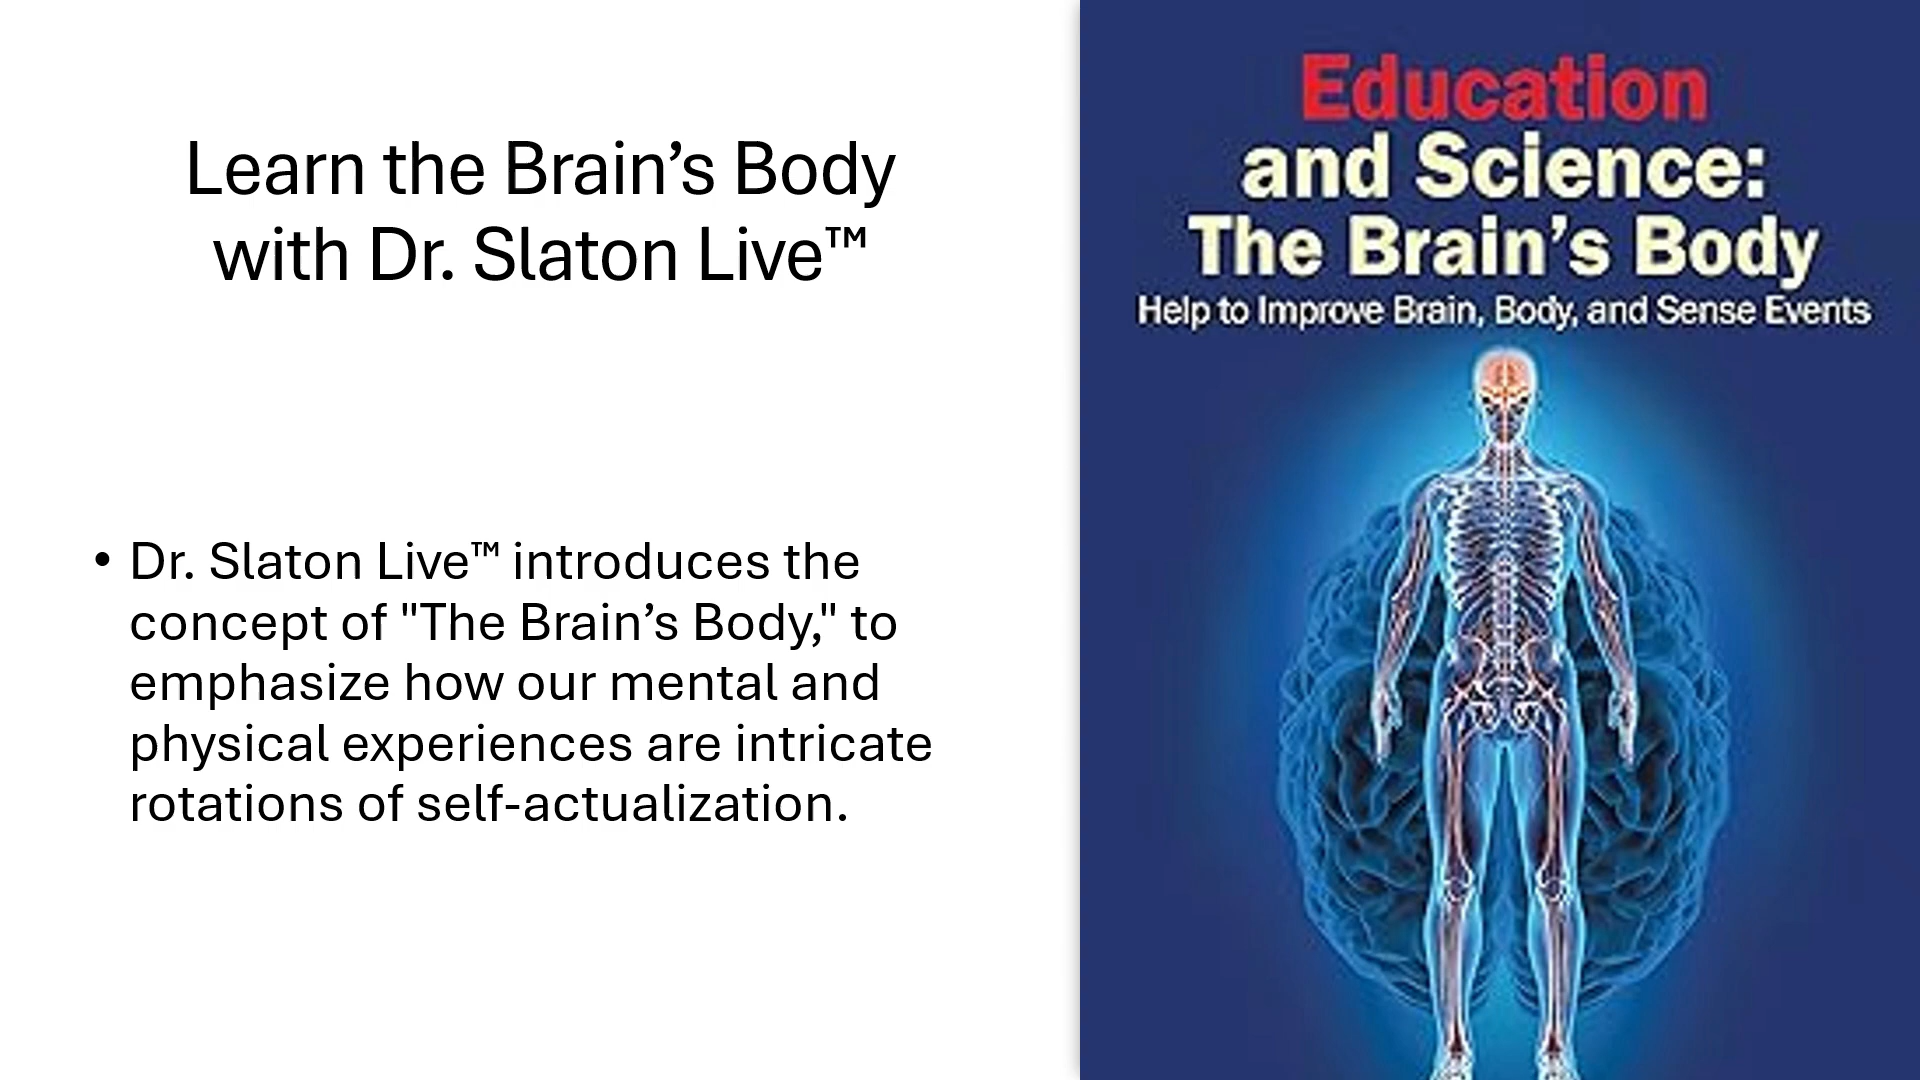 Learn the Brain’s Body
with Dr. Slaton Live™
• Dr. Slaton Live™ introduces the
concept of "The Brain’s Body," to
emphasize how our mental and
physical experiences are intricate
rotations of self-actualization.
Education
and Science:
The Brain’s Body
Help to Improve Brain, Body, and Sense Events